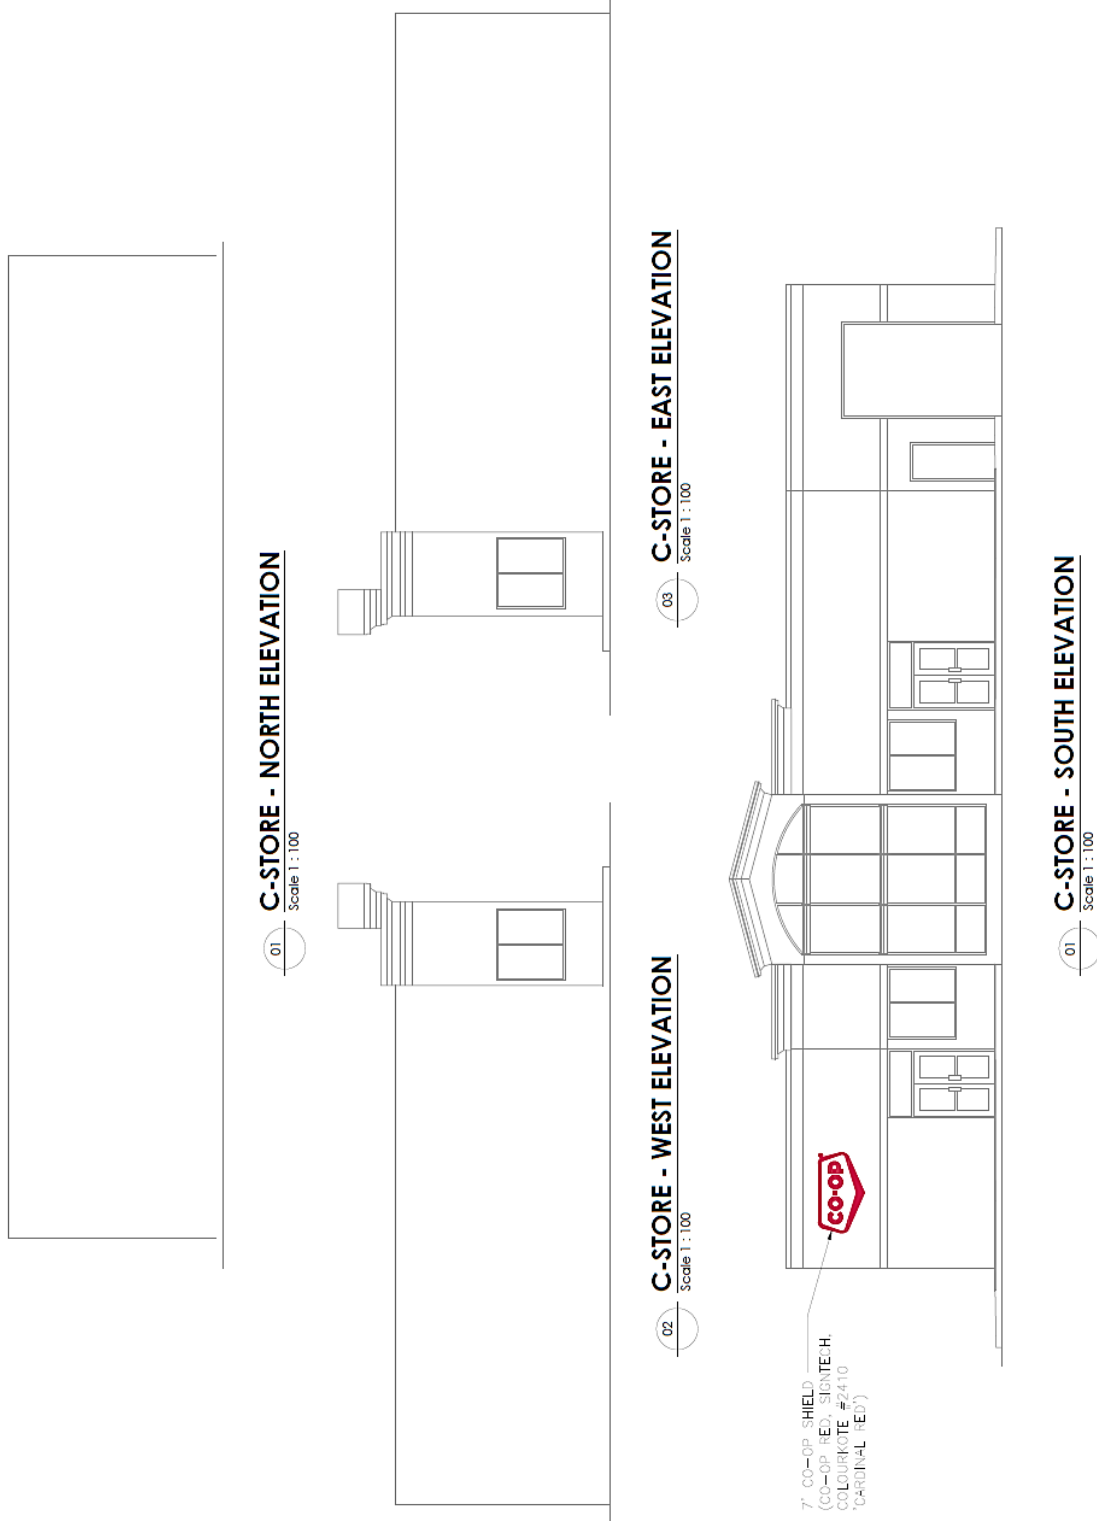 01
C-STORE - NORTH ELEVATION
Scale 1 : 100
02
C-STORE - WEST ELEVATION
Scale 1 : 100
03
C-STORE - EAST ELEVATION
Scale 1 : 100
7' CO-OP SHIELD
(CO-OP RED, SIGNTECH,
COLOURKOTE #2410
'CARDINAL RED')
CO-OP
01
C-STORE - SOUTH ELEVATION
Scale 1 : 100